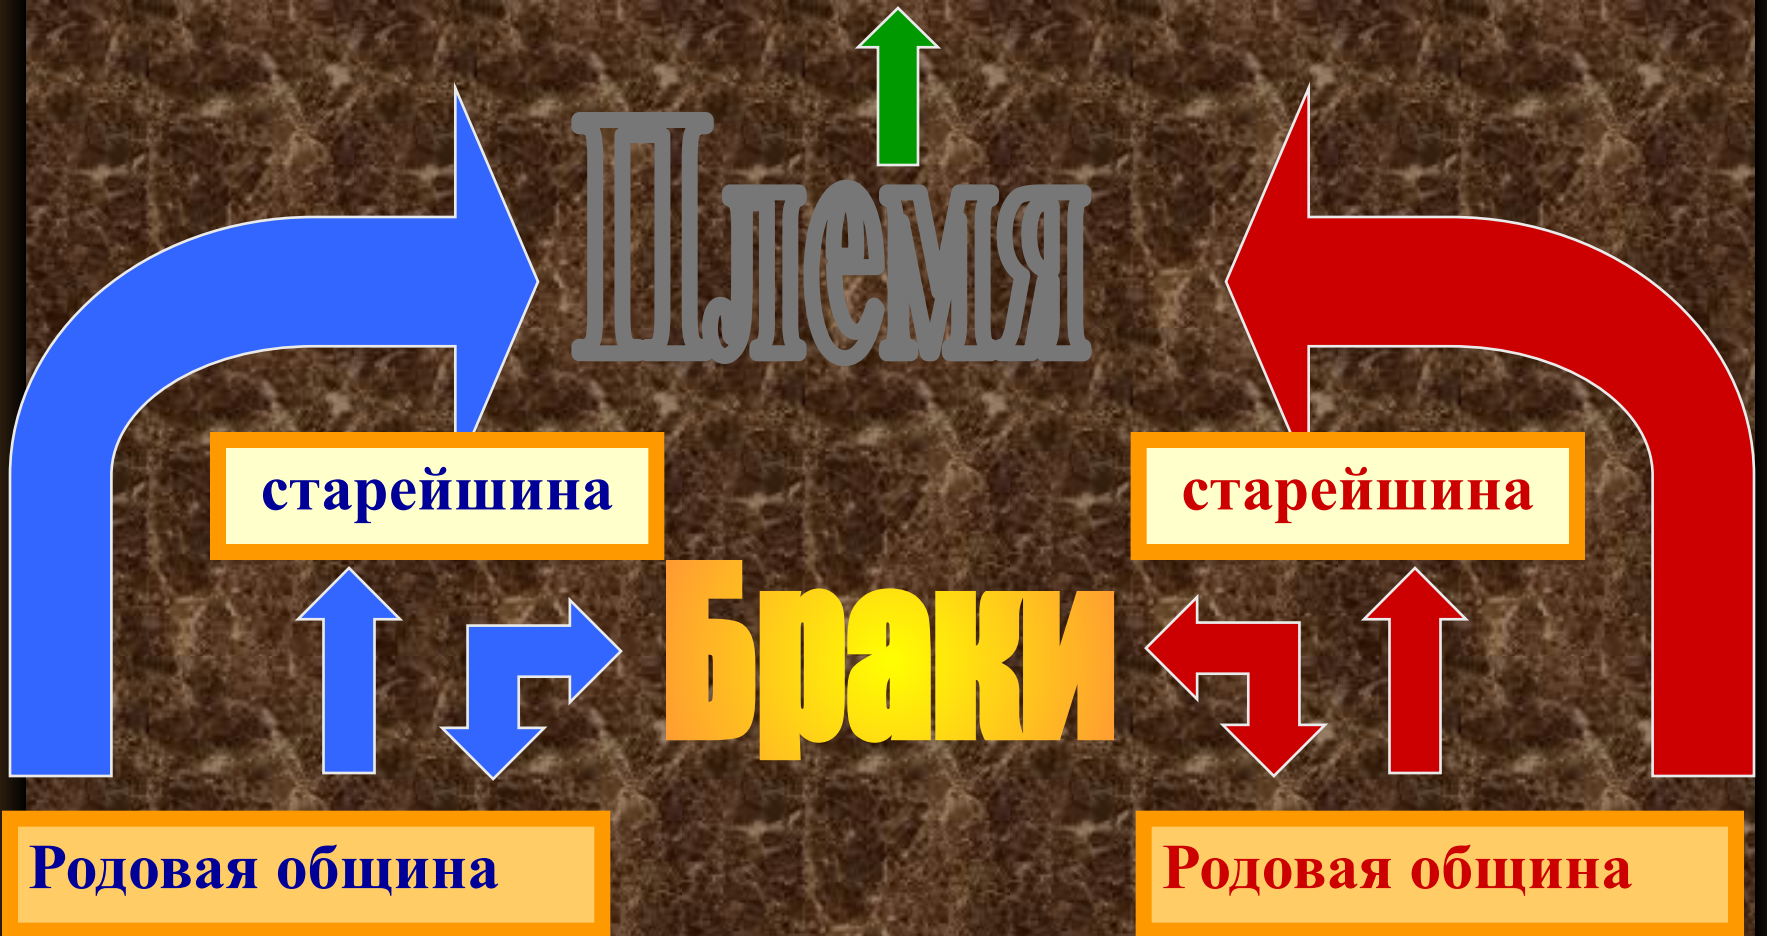 Племя
старейшина
старейшина
Браки
Родовая община
Родовая община